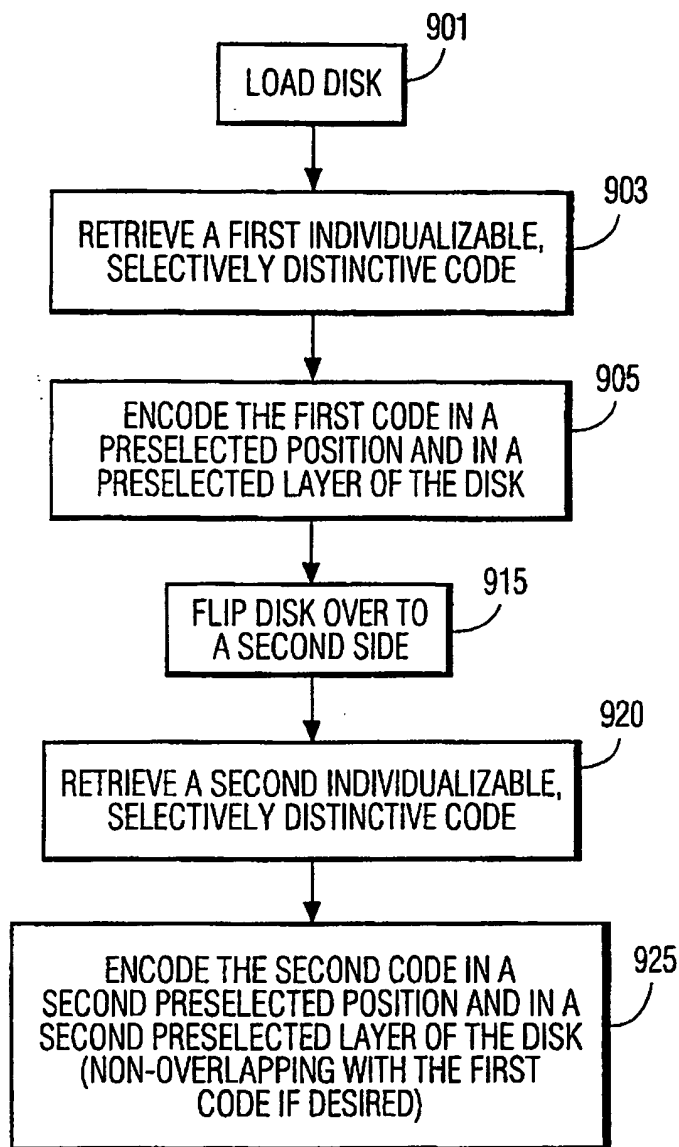 901
LOAD DISK
903
RETRIEVE A FIRST INDIVIDUALIZABLE,
SELECTIVELY DISTINCTIVE CODE
905
ENCODE THE FIRST CODE IN A
PRESELECTED POSITION AND IN A
PRESELECTED LAYER OF THE DISK
915
FLIP DISK OVER TO
A SECOND SIDE
920
RETRIEVE A SECOND INDIVIDUALIZABLE,
SELECTIVELY DISTINCTIVE CODE
925
ENCODE THE SECOND CODE IN A
SECOND PRESELECTED POSITION AND IN A
SECOND PRESELECTED LAYER OF THE DISK
(NON-OVERLAPPING WITH THE FIRST
CODE IF DESIRED)